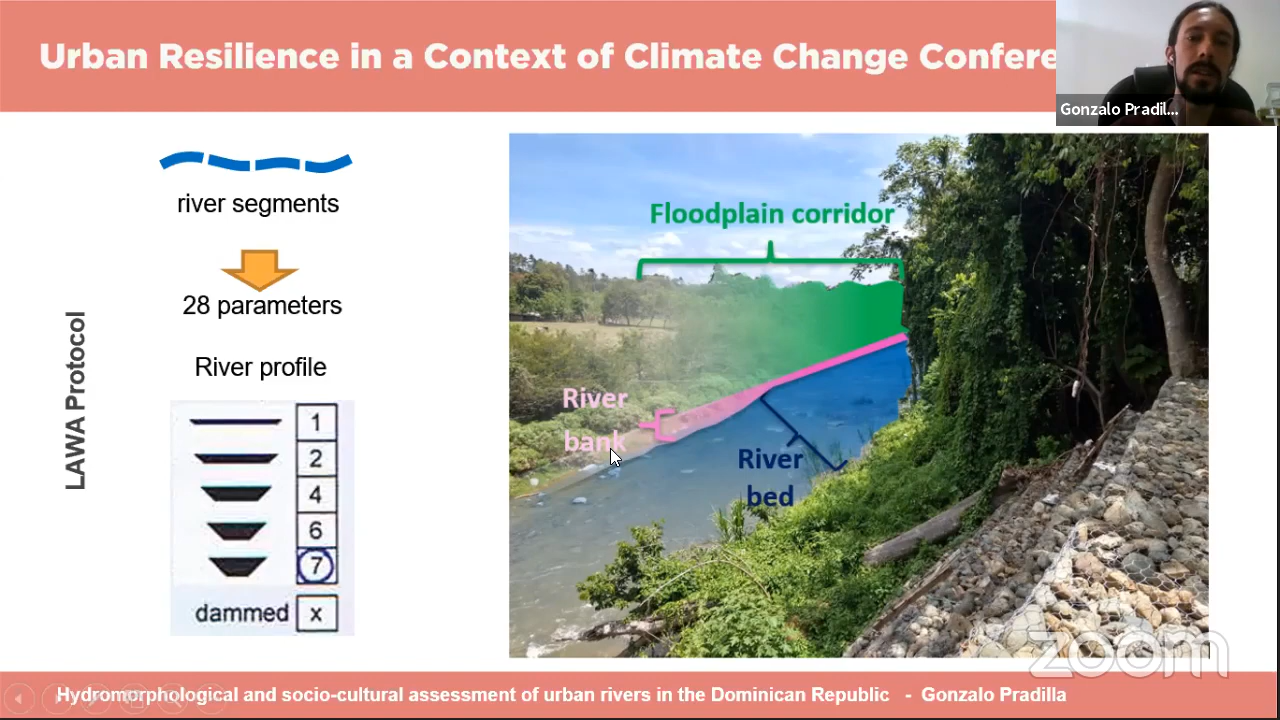 Urban Resilience in a Context of Climate Change Confere
Gonzalo Pradil...
river segments
28 parameters
River profile
LAWA Protocol
1
2
4
6
7
dammed x
Floodplain corridor
River
bank
River
bed
zoom
Hydromorphological and socio-cultural assessment of urban rivers in the Dominican Republic - Gonzalo Pradilla